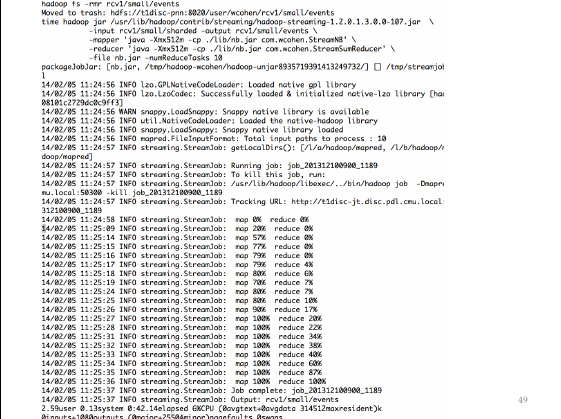 hadoop fs -rmr rcv1/small/events
Moved to trash: hdfs://t1disc-pnn:8020/user/wcohen/rcv1/small/events
time hadoop jar /usr/lib/hadoop/contrib/streaming/hadoop-streaming-1.2.0.1.3.0.0-107.jar \
-input rcv1/small/sharded -output rcv1/small/events \
-mapper 'java -Xmx512m -cp ./lib/nb.jar com.wcohen.StreamNB' \
-reducer 'java -Xmx512m -cp ./lib/nb.jar com.wcohen.StreamSumReducer' \
-file nb.jar -numReduceTasks 10
packageJobJar: [nb.jar, /tmp/hadoop-wcohen/hadoop-unjar8935719391413249732/] [] /tmp/streamjob
l
14/02/05 11:24:56 INFO lzo.GPLNativeCodeLoader: Loaded native gpl library
14/02/05 11:24:56 INFO lzo.LzoCodec: Successfully loaded & initialized native-lzo library [ha
08101c2729dc0c9ff3]
14/02/05 11:24:56 WARN snappy.LoadSnappy: Snappy native library is available
14/02/05 11:24:56 INFO util.NativeCodeLoader: Loaded the native-hadoop library
14/02/05 11:24:56 INFO snappy.LoadSnappy: Snappy native library loaded
14/02/05 11:24:56 INFO mapred.FileInputFormat: Total input paths to process : 10
14/02/05 11:24:57 INFO streaming.StreamJob: getLocalDirs(): [/l/a/hadoop/mapred, /l/b/hadoop/m
doop/mapred]
14/02/05 11:24:57 INFO streaming.StreamJob: Running job: job_201312100900_1189
14/02/05 11:24:57 INFO streaming.StreamJob: To kill this job, run:
14/02/05 11:24:57 INFO streaming.StreamJob: /usr/lib/hadoop/libexec/../bin/hadoop job -Dmapre
mu.local:50300 -kill job_201312100900_1189
14/02/05 11:24:57 INFO streaming.StreamJob: Tracking URL: http://t1disc-jt.disc.pdl.cmu.local:
312100900_1189
14/02/05 11:24:58 INFO streaming.StreamJob: map 0% reduce 0%
14/02/05 11:25:09 INFO streaming.StreamJob: map 20% reduce 0%
14/02/05 11:25:14 INFO streaming.StreamJob: map 57% reduce 0%
14/02/05 11:25:15 INFO streaming.StreamJob: map 77% reduce 0%
14/02/05 11:25:16 INFO streaming.StreamJob: map 79% reduce 0%
14/02/05 11:25:17 INFO streaming.StreamJob: map 79% reduce 4%
14/02/05 11:25:18 INFO streaming.StreamJob: map 80% reduce 6%
14/02/05 11:25:19 INFO streaming.StreamJob: map 70% reduce 7%
14/02/05 11:25:24 INFO streaming.StreamJob: map 80% reduce 7%
14/02/05 11:25:25 INFO streaming.StreamJob: map 80% reduce 10%
14/02/05 11:25:26 INFO streaming.StreamJob: map 90% reduce 17%
14/02/05 11:25:27 INFO streaming.StreamJob: map 100% reduce 20%
14/02/05 11:25:28 INFO streaming.StreamJob: map 100% reduce 22%
14/02/05 11:25:31 INFO streaming.StreamJob: map 100% reduce 34%
14/02/05 11:25:32 INFO streaming.StreamJob: map 100% reduce 38%
14/02/05 11:25:33 INFO streaming.StreamJob: map 100% reduce 40%
14/02/05 11:25:34 INFO streaming.StreamJob: map 100% reduce 60%
14/02/05 11:25:35 INFO streaming.StreamJob: map 100% reduce 87%
14/02/05 11:25:36 INFO streaming.StreamJob: map 100% reduce 100%
14/02/05 11:25:37 INFO streaming.StreamJob: Job complete: job_201312100900_1189
14/02/05 11:25:37 INFO streaming.StreamJob: Output: rcv1/small/events
2.59user 0.13system 0:42.14elapsed 6%CPU (0avgtext+0avgdata 314512maxresident)k
0inputs+1080outputs (0major+25504minor)pagefaults 0swaps
49